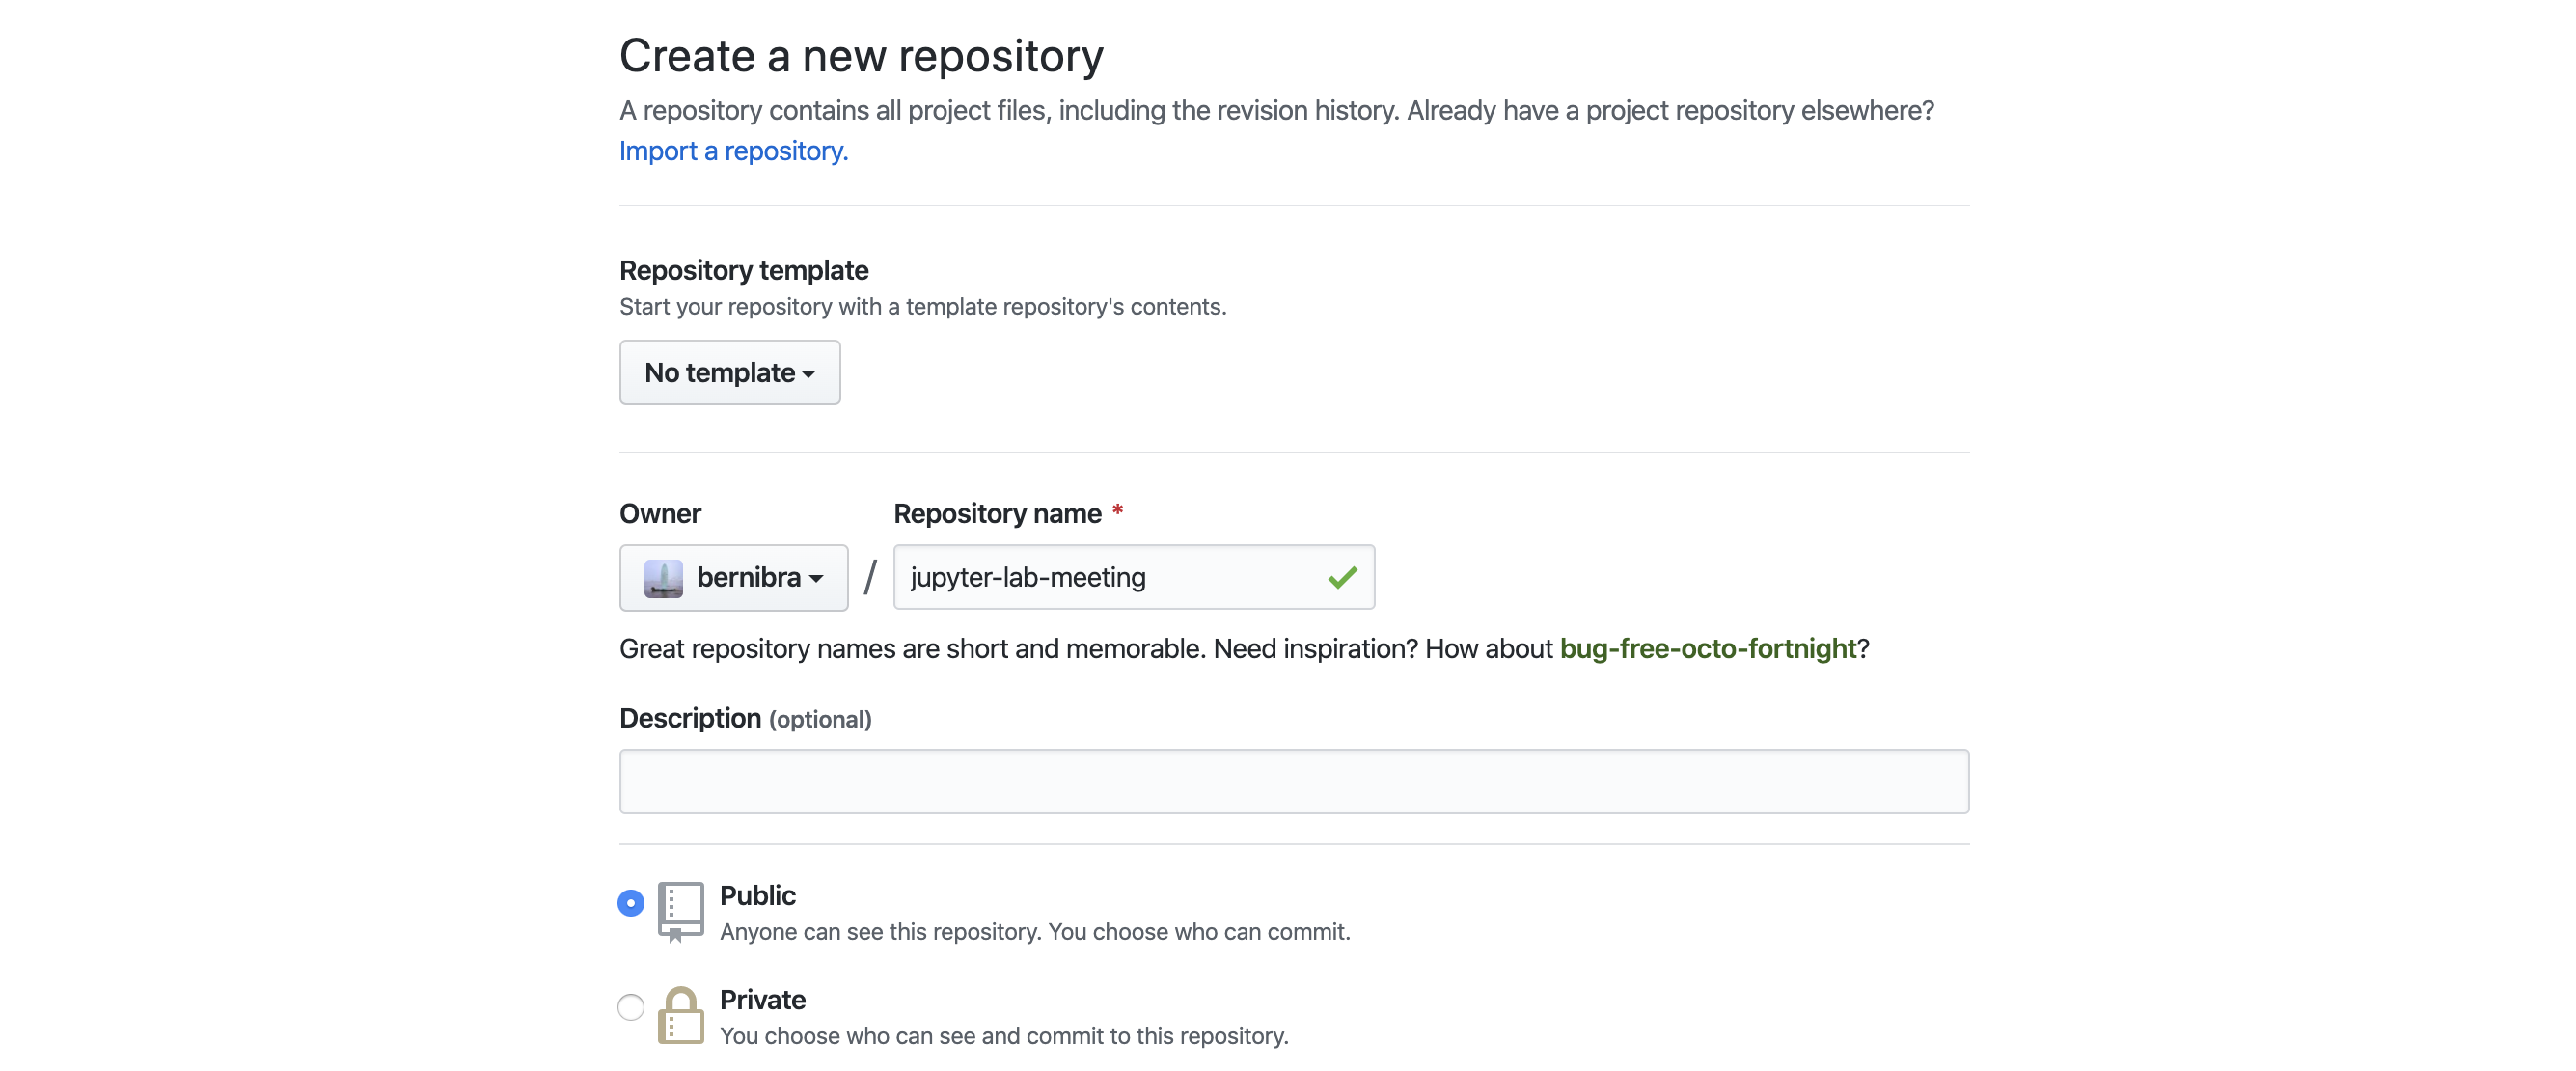 Create a new repository
A repository contains all project files, including the revision history. Already have a project repository elsewhere?
Import a repository.
Repository template
Start your repository with a template repository's contents.
No template
Owner
Repository name *
bernibra / jupyter-lab-meeting
Great repository names are short and memorable. Need inspiration? How about bug-free-octo-fortnight?
Description (optional)
Public
Anyone can see this repository. You choose who can commit.
Private
You choose who can see and commit to this repository.